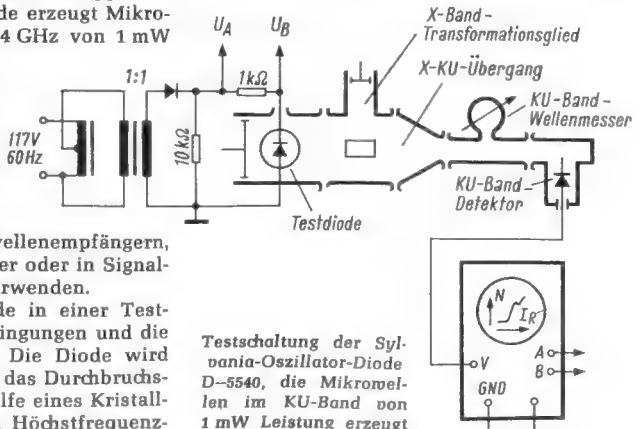 de erzeugt Mikro-
4 GHz von 1 mW
U_A
U_B
X-Band-
Transformationsglied
X-KU-Übergang
1:1
1kΩ
KU-Band-
Wellenmesser
117V
60Hz
10kΩ
KU-Band-
Detektor
Testdiode
vellenempfängern,
er oder in Signal-
rwenden.
de in einer Test-
ingungen und die
Die Diode wird
das Durchbruchs-
lfe eines Kristall-
Höchstfrequenz-
Testschaltung der Syl-
vania-Oszillator-Diode
D-5540, die Mikrowel-
len im KU-Band von
1 mW Leistung erzeugt
N
I_R
V
A
B
GND